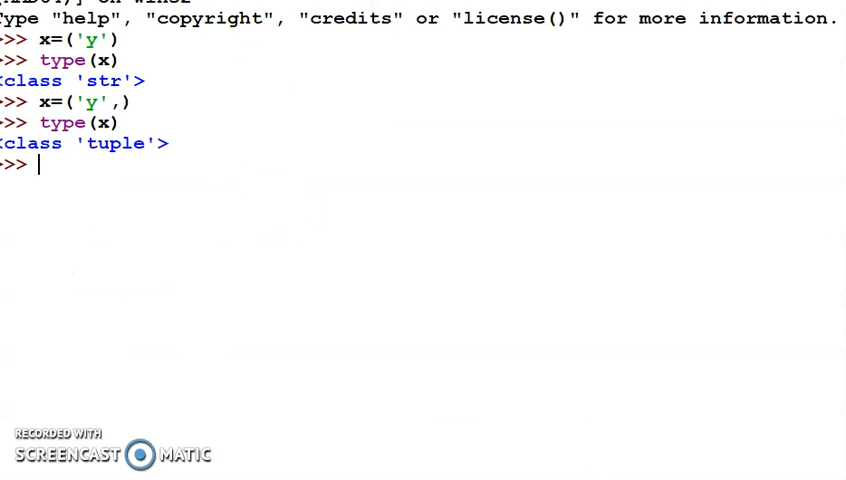 Type "help", "copyright", "credits" or "license()" for more information.
>>> x=('y')
>>> type(x)
<class 'str'>
>>> x=('y',)
>>> type(x)
<class 'tuple'>
>>>
RECORDED WITH
SCREENCAST MATIC